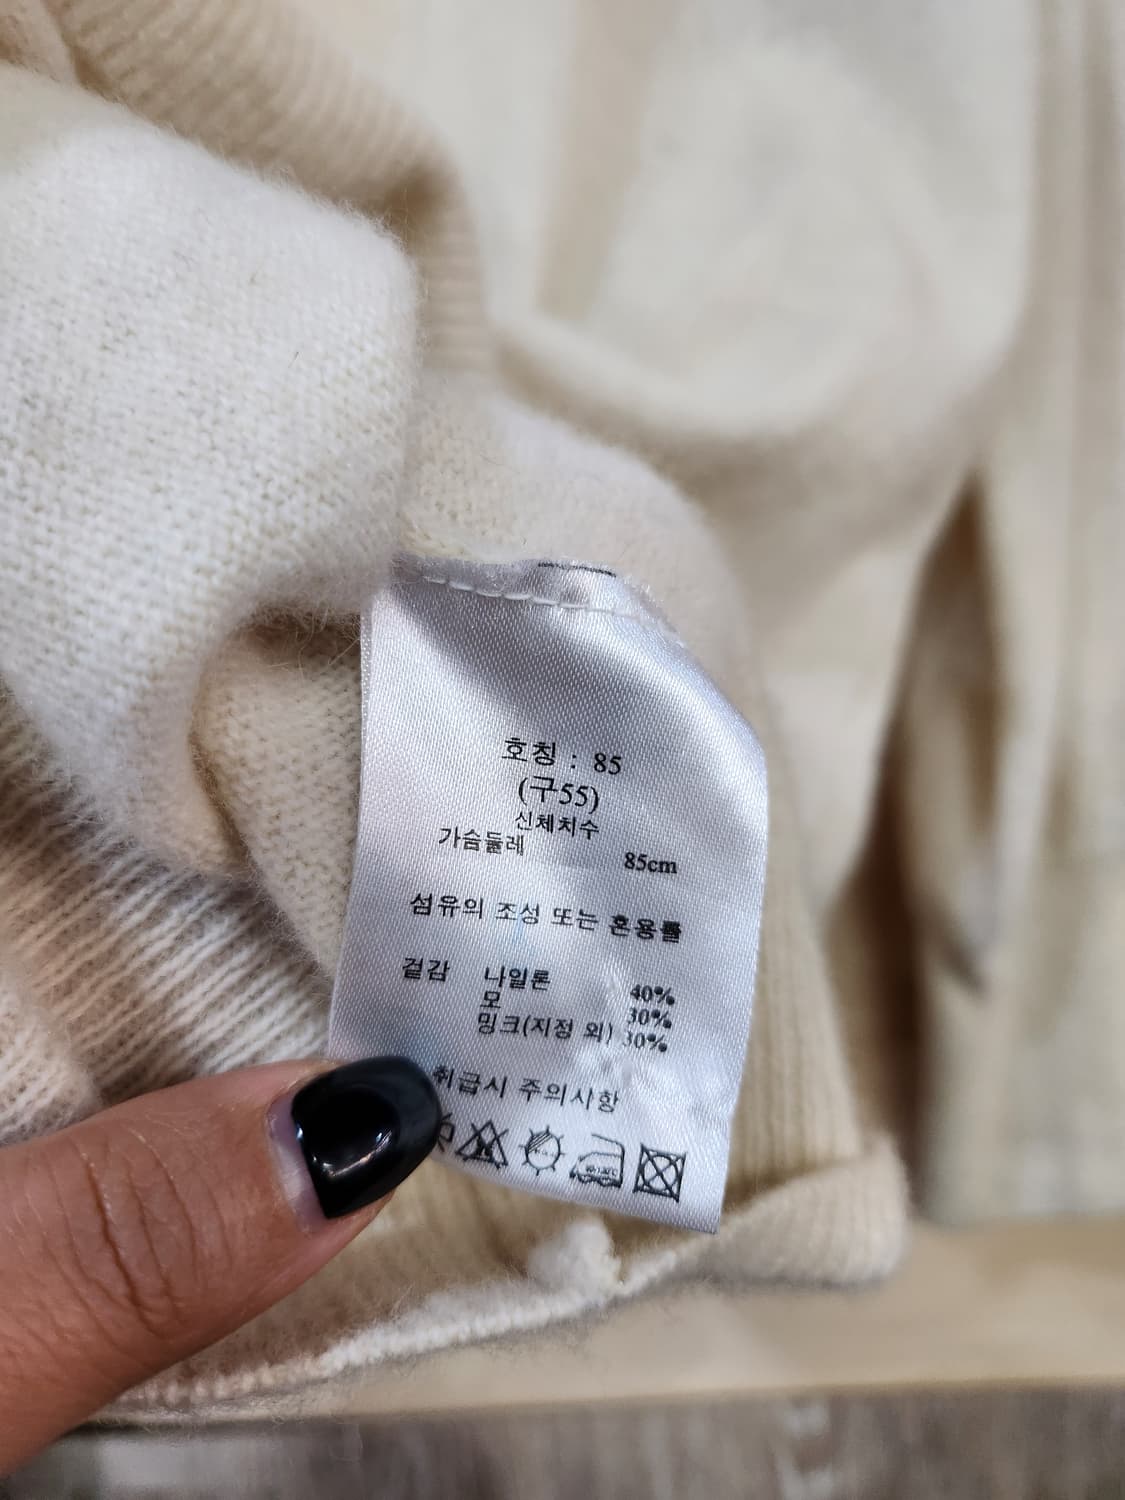 호칭 : 85
(구55)
신체치수
가슴둘레 85cm
섬유의 조성 또는 혼용률
겉감 나일론 40%
모 30%
밍크(지정 외) 30%
취급시 주의사항